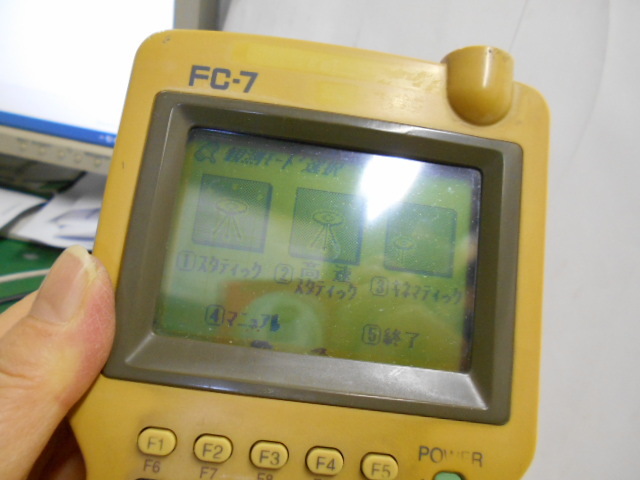 FC-7
観測モード選択
①スタティック ②高速スタティック ③キネマティック
④マニュアル ⑤終了
F1 F2 F3 F4 F5 POWER
F6 F7 F8